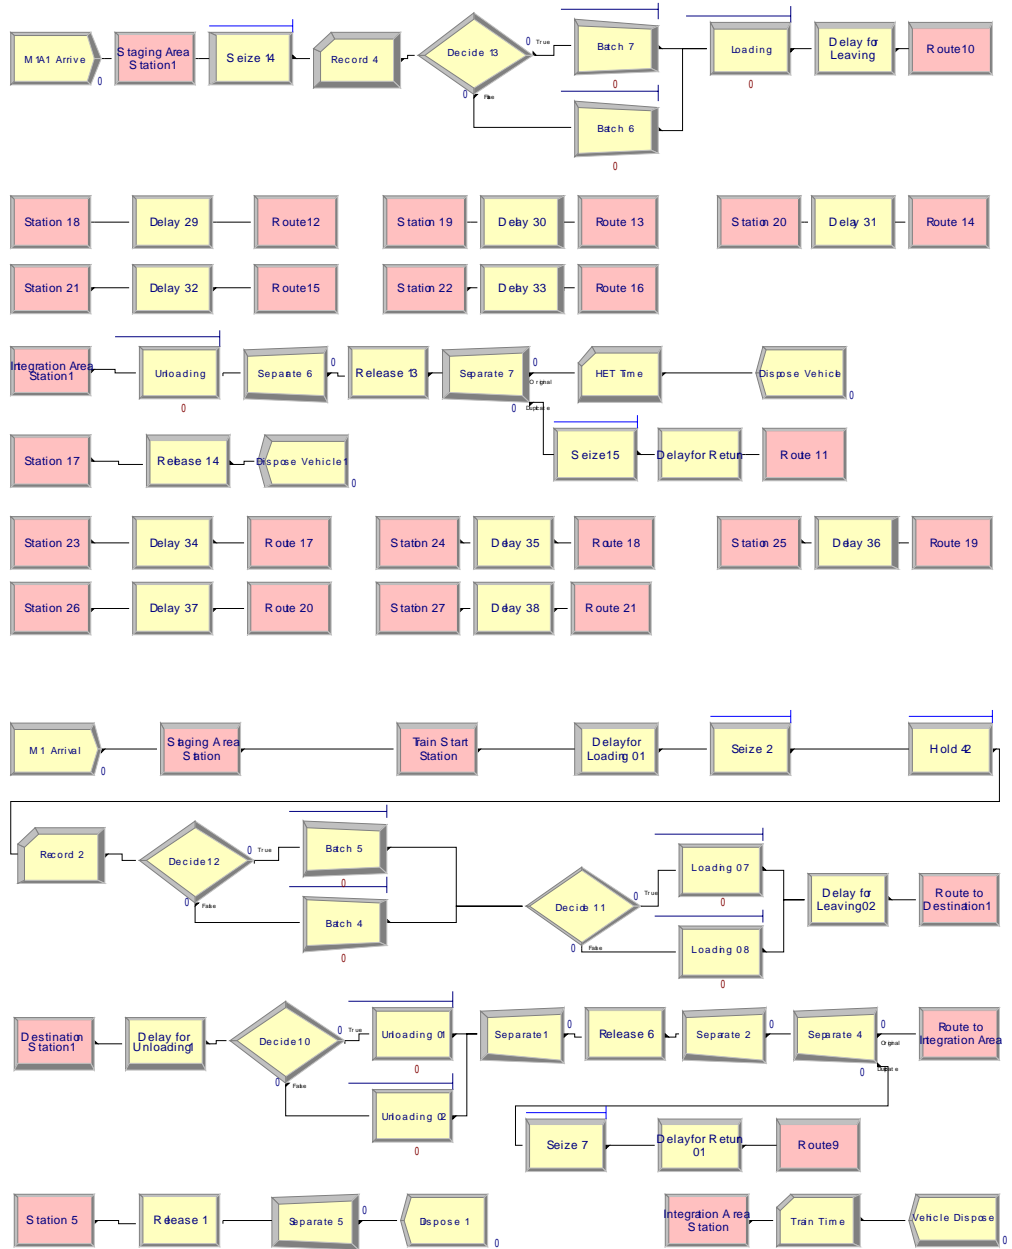 M1A1 Arrive
0
Staging Area
Station1
Seize 14
Record 4
Decide 13
0 True
0 False
Batch 7
0
Batch 6
0
Loading
0
Delay for
Leaving
Route10
Station 18
Delay 29
Route12
Station 19
Delay 30
Route 13
Station 20
Delay 31
Route 14
Station 21
Delay 32
Route15
Station 22
Delay 33
Route 16
Integration Area
Station1
Unloading
0
Separate 6
0
Release 13
Separate 7
0
Original
0
Duplicate
HET Time
Dispose Vehicle
0
Seize15
Delayfor Return
Route 11
Station 17
Release 14
Dispose Vehicle1
0
Station 23
Delay 34
Route 17
Station 24
Delay 35
Route 18
Station 25
Delay 36
Route 19
Station 26
Delay 37
Route 20
Station 27
Delay 38
Route 21
M1 Arrival
0
Staging Area
Station
Train Start
Station
Delayfor
Loading 01
Seize 2
Hold 42
Record 2
Decide12
0 True
0 False
Batch 5
0
Batch 4
0
Decide 11
0 True
0 False
Loading 07
0
Loading 08
0
Delay for
Leaving02
Route to
Destination1
Destination
Station1
Delay for
Unloading1
Decide10
0 True
0 False
Unloading 01
0
Unloading 02
0
Separate1
0
Release 6
Separate 2
0
Separate 4
0
Original
0
Duplicate
Route to
Integration Area
Seize 7
Delayfor Return
01
Route9
Station 5
Release 1
Separate 5
0
Dispose 1
0
Integration Area
Station
Train Time
Vehicle Dispose
0